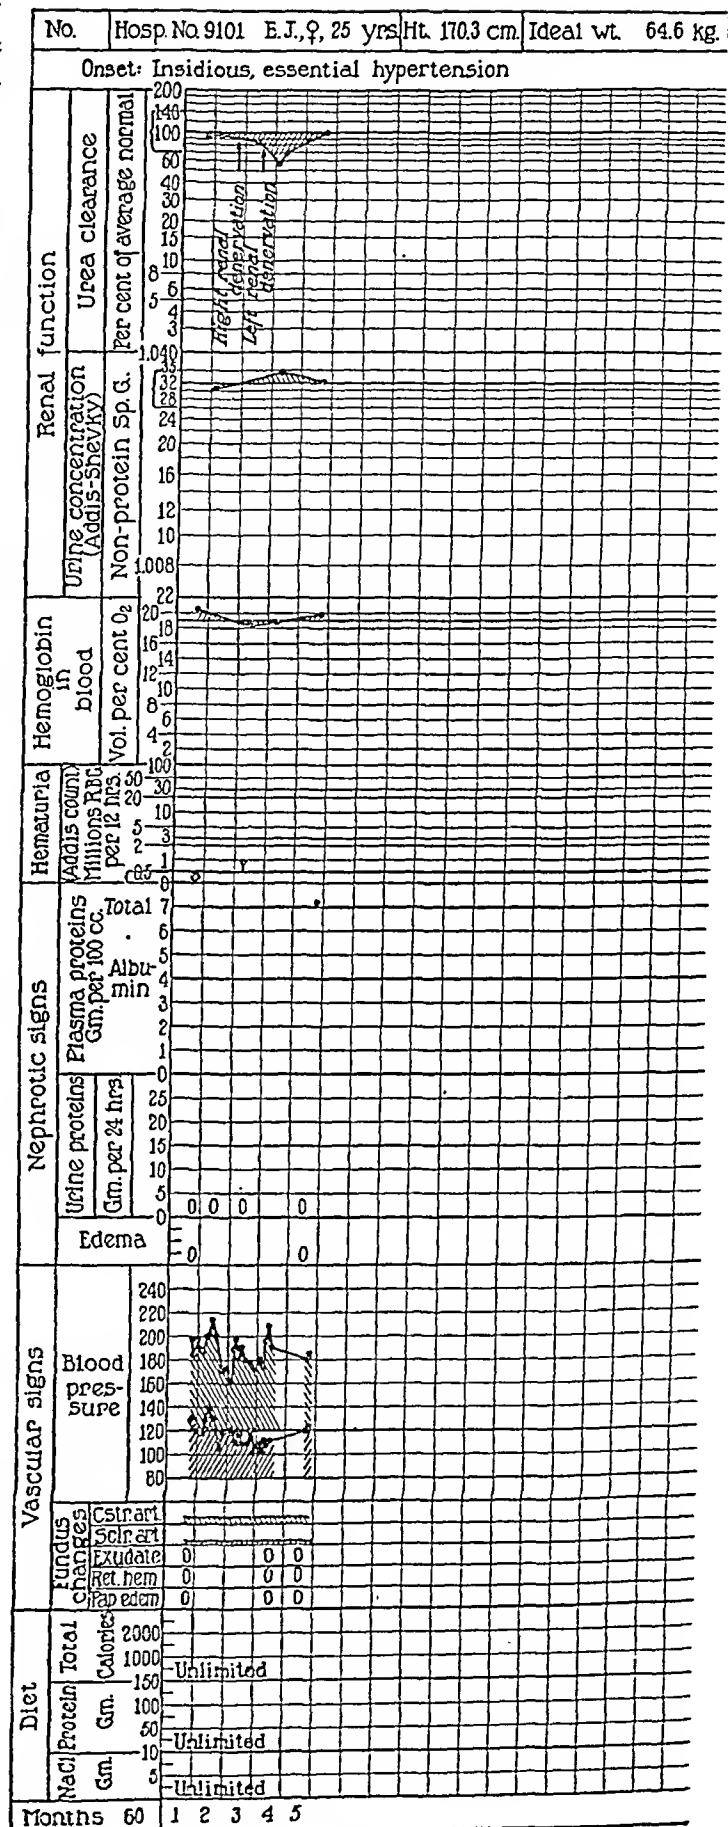 No. Hosp. No. 9101 E.J., ♀, 25 yrs. Ht. 170.3 cm. Ideal wt. 64.6 kg.
Onset: Insidious, essential hypertension
Renal function
Urea clearance
Per cent of average normal
200
140
100
60
40
30
20
15
10
8
6
5
4
3
Right renal
denervation
Left renal
denervation
Urine concentration
(Addis-Shevky)
Non-protein Sp. G.
1.040
35
32
28
24
20
16
12
10
1.008
Hemoglobin
in
blood
Vol. per cent O2
22
20
18
16
14
12
10
8
6
4
2
Hematuria
(Addis count)
Millions RBC
per 12 hrs.
100
50
30
20
10
5
3
2
1
0.5
Nephrotic signs
Plasma proteins
Gm. per 100 cc.
Total
Albu-
min
8
7
6
5
4
3
2
1
0
Urine proteins
Gm. per 24 hrs.
25
20
15
10
5
0
0 0 0 0
Edema
0 0
Vascular signs
Blood
pres-
sure
240
220
200
180
160
140
120
100
80
Fundus
changes
Cstr. art.
Sclr. art.
Exudate 0 0 0
Ret. hem 0 0 0
Pap edem 0 0 0
Diet
Total
Calories
2000
1000
Unlimited
Protein
Gm.
150
100
50
Unlimited
NaCl
Gm.
10
5
Unlimited
Months 60 1 2 3 4 5